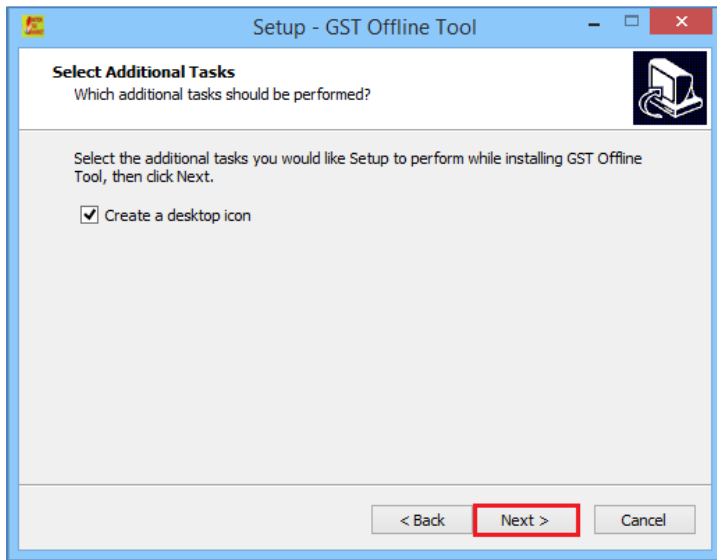 Setup - GST Offline Tool
Select Additional Tasks
Which additional tasks should be performed?
Select the additional tasks you would like Setup to perform while installing GST Offline
Tool, then click Next.
Create a desktop icon
< Back
Next >
Cancel